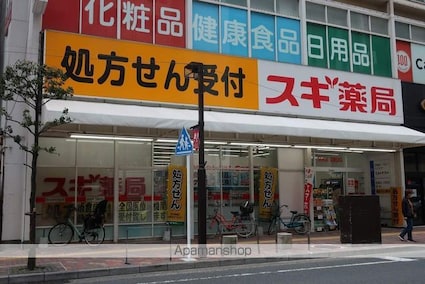 化粧品
健康食品
日用品
100
処方せん受付
スギ薬局
スギ薬局
処方せん
処方せん
Apamanshop